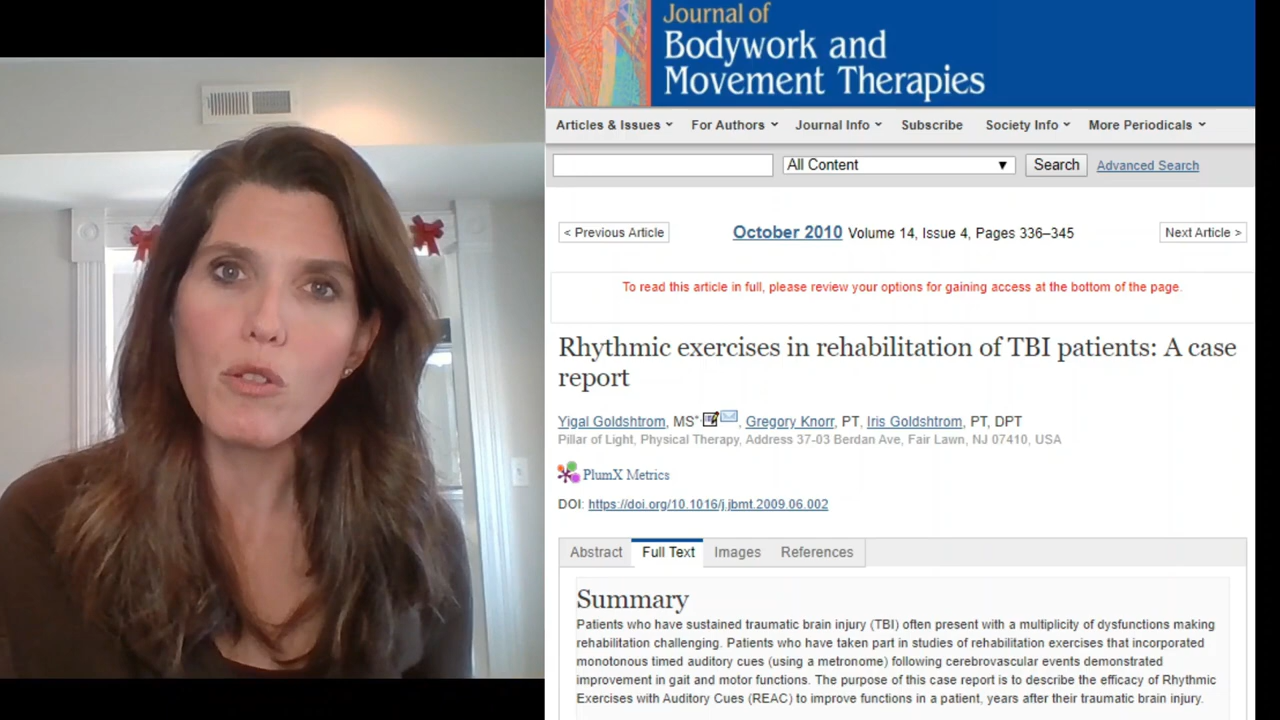 Journal of
Bodywork and
Movement Therapies
Articles & Issues For Authors Journal Info Subscribe Society Info More Periodicals
All Content Search Advanced Search
< Previous Article October 2010 Volume 14, Issue 4, Pages 336–345 Next Article >
To read this article in full, please review your options for gaining access at the bottom of the page.
Rhythmic exercises in rehabilitation of TBI patients: A case
report
Yigal Goldshtrom, MS*, Gregory Knorr, PT, Iris Goldshtrom, PT, DPT
Pillar of Light, Physical Therapy, Address 37-03 Berdan Ave, Fair Lawn, NJ 07410, USA
PlumX Metrics
DOI: https://doi.org/10.1016/j.jbmt.2009.06.002
Abstract Full Text Images References
Summary
Patients who have sustained traumatic brain injury (TBI) often present with a multiplicity of dysfunctions making
rehabilitation challenging. Patients who have taken part in studies of rehabilitation exercises that incorporated
monotonous timed auditory cues (using a metronome) following cerebrovascular events demonstrated
improvement in gait and motor functions. The purpose of this case report is to describe the efficacy of Rhythmic
Exercises with Auditory Cues (REAC) to improve functions in a patient, years after their traumatic brain injury.